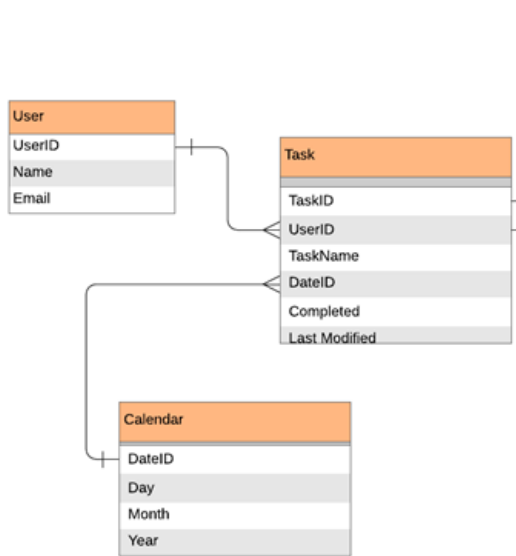 User
UserID
Name
Email
Task
TaskID
UserID
TaskName
DateID
Completed
Last Modified
Calendar
DateID
Day
Month
Year